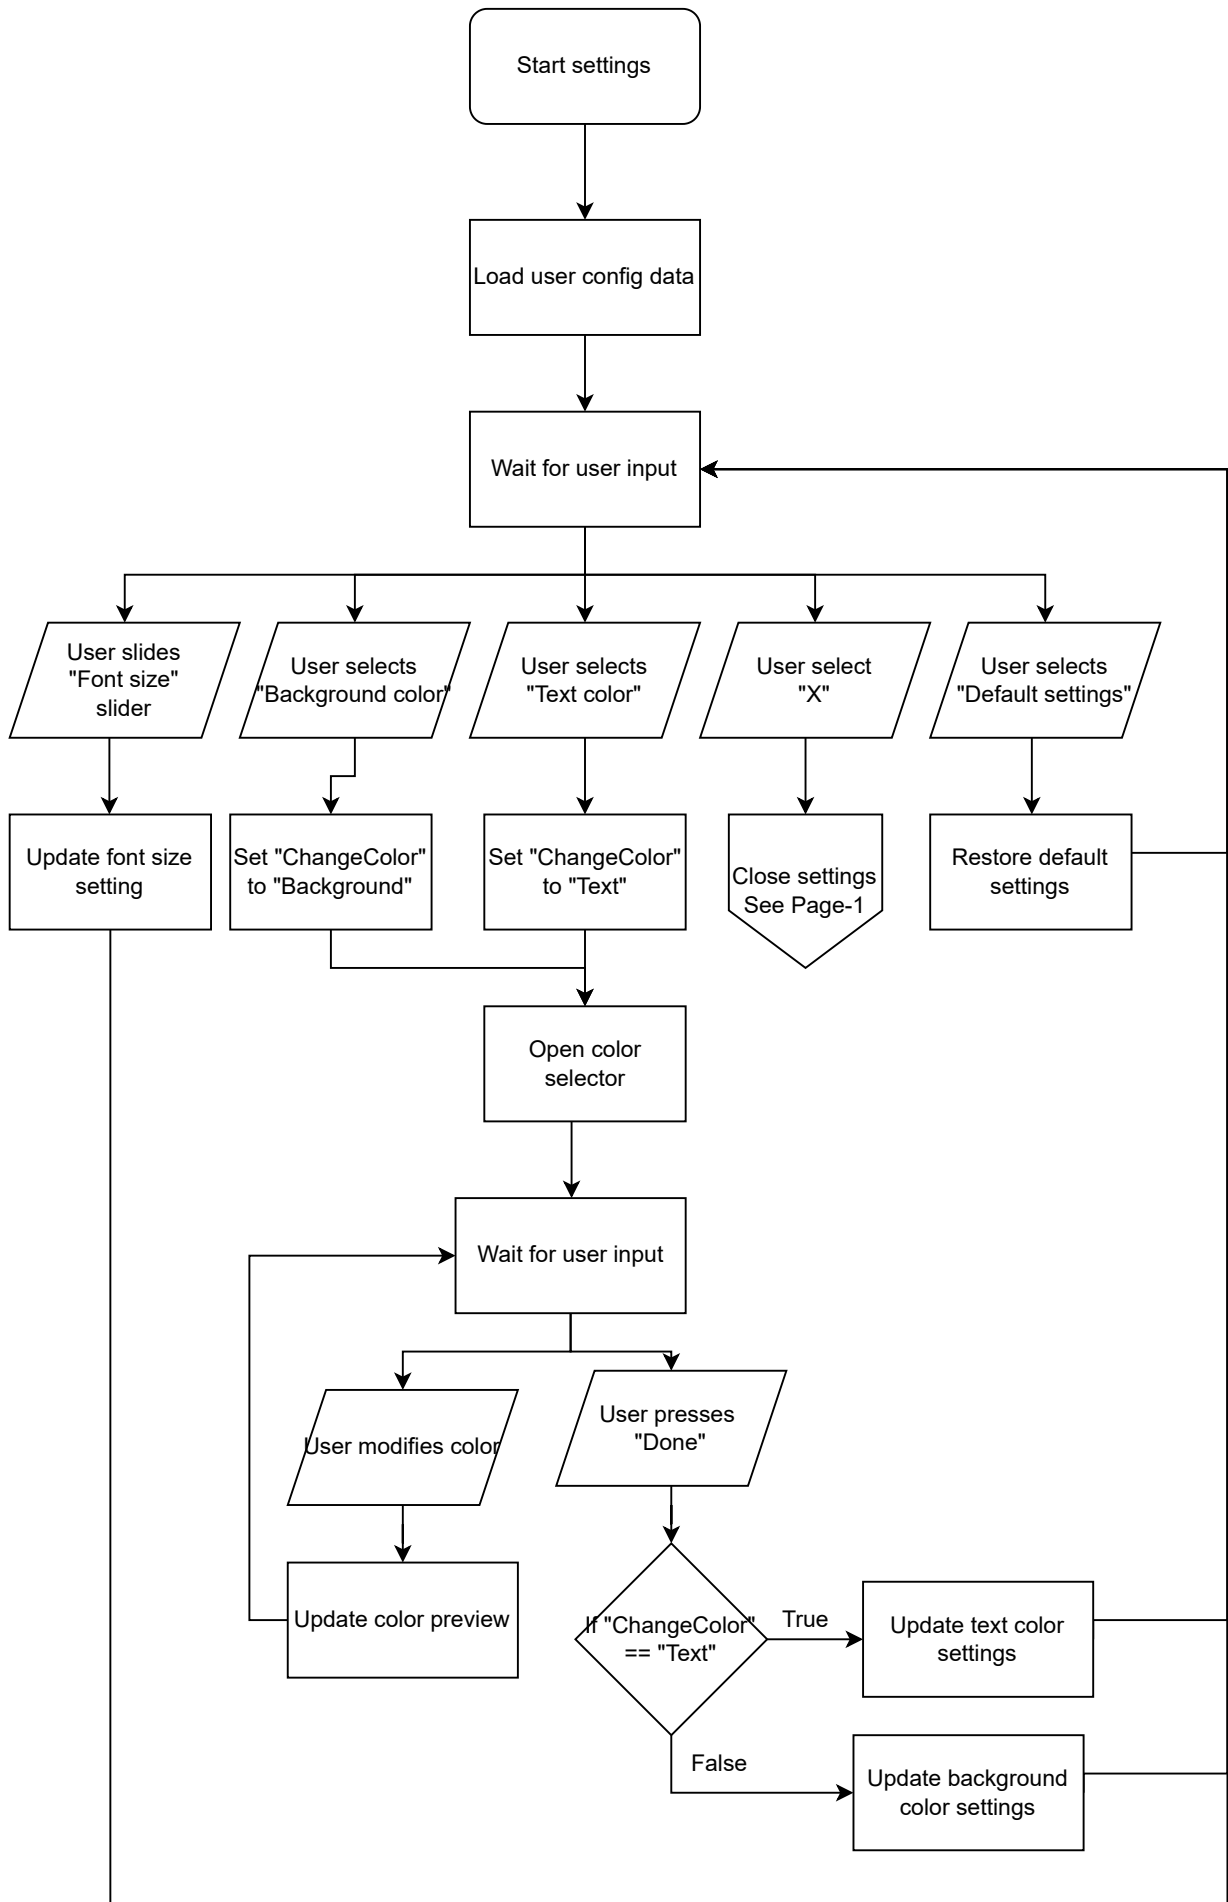 Start settings
Load user config data
Wait for user input
User slides
"Font size"
slider
User selects
"Background color"
User selects
"Text color"
User select
"X"
User selects
"Default settings"
Update font size
setting
Set "ChangeColor"
to "Background"
Set "ChangeColor"
to "Text"
Close settings
See Page-1
Restore default
settings
Open color
selector
Wait for user input
User modifies color
User presses
"Done"
Update color preview
If "ChangeColor"
== "Text"
True
Update text color
settings
False
Update background
color settings